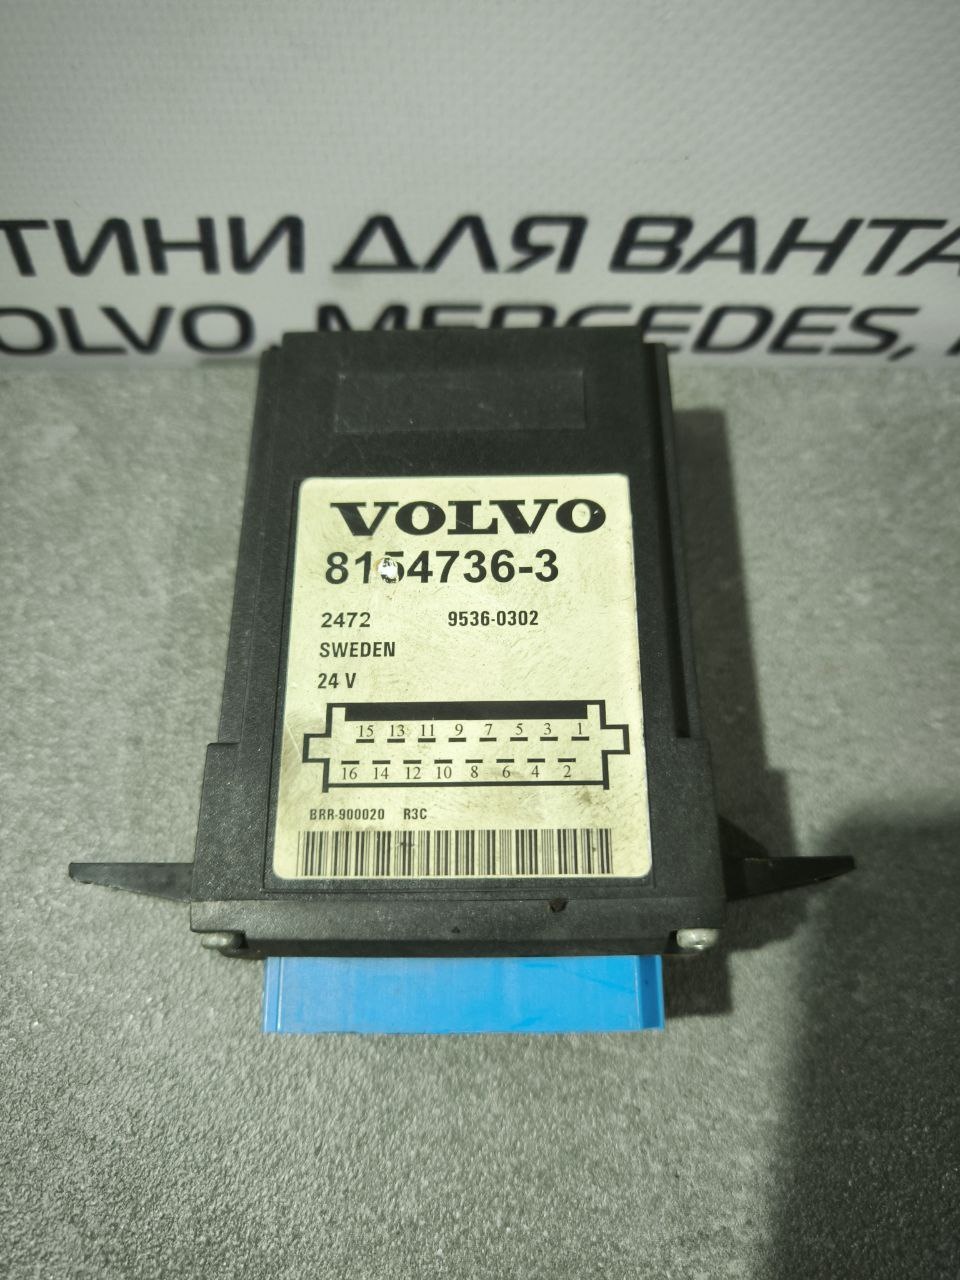 ТИНИ ДЛЯ ВАНТА
OLVO, MERCEDES,
VOLVO
8154736-3
2472 9536-0302
SWEDEN
24 V
15 13 11 9 7 5 3 1
16 14 12 10 8 6 4 2
BRR-900020 R3C